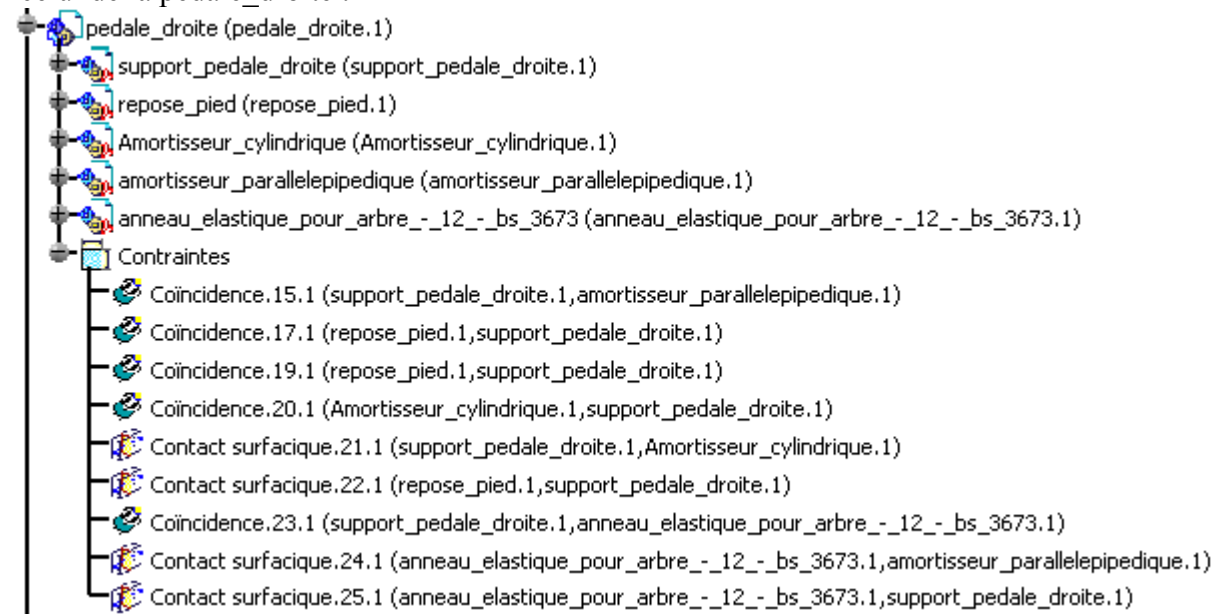 pedale_droite (pedale_droite.1)
support_pedale_droite (support_pedale_droite.1)
repose_pied (repose_pied.1)
Amortisseur_cylindrique (Amortisseur_cylindrique.1)
amortisseur_parallelepipedique (amortisseur_parallelepipedique.1)
anneau_elastique_pour_arbre_-_12_-_bs_3673 (anneau_elastique_pour_arbre_-_12_-_bs_3673.1)
Contraintes
Coïncidence.15.1 (support_pedale_droite.1,amortisseur_parallelepipedique.1)
Coïncidence.17.1 (repose_pied.1,support_pedale_droite.1)
Coïncidence.19.1 (repose_pied.1,support_pedale_droite.1)
Coïncidence.20.1 (Amortisseur_cylindrique.1,support_pedale_droite.1)
Contact surfacique.21.1 (support_pedale_droite.1,Amortisseur_cylindrique.1)
Contact surfacique.22.1 (repose_pied.1,support_pedale_droite.1)
Coïncidence.23.1 (support_pedale_droite.1,anneau_elastique_pour_arbre_-_12_-_bs_3673.1)
Contact surfacique.24.1 (anneau_elastique_pour_arbre_-_12_-_bs_3673.1,amortisseur_parallelepipedique.1)
Contact surfacique.25.1 (anneau_elastique_pour_arbre_-_12_-_bs_3673.1,support_pedale_droite.1)